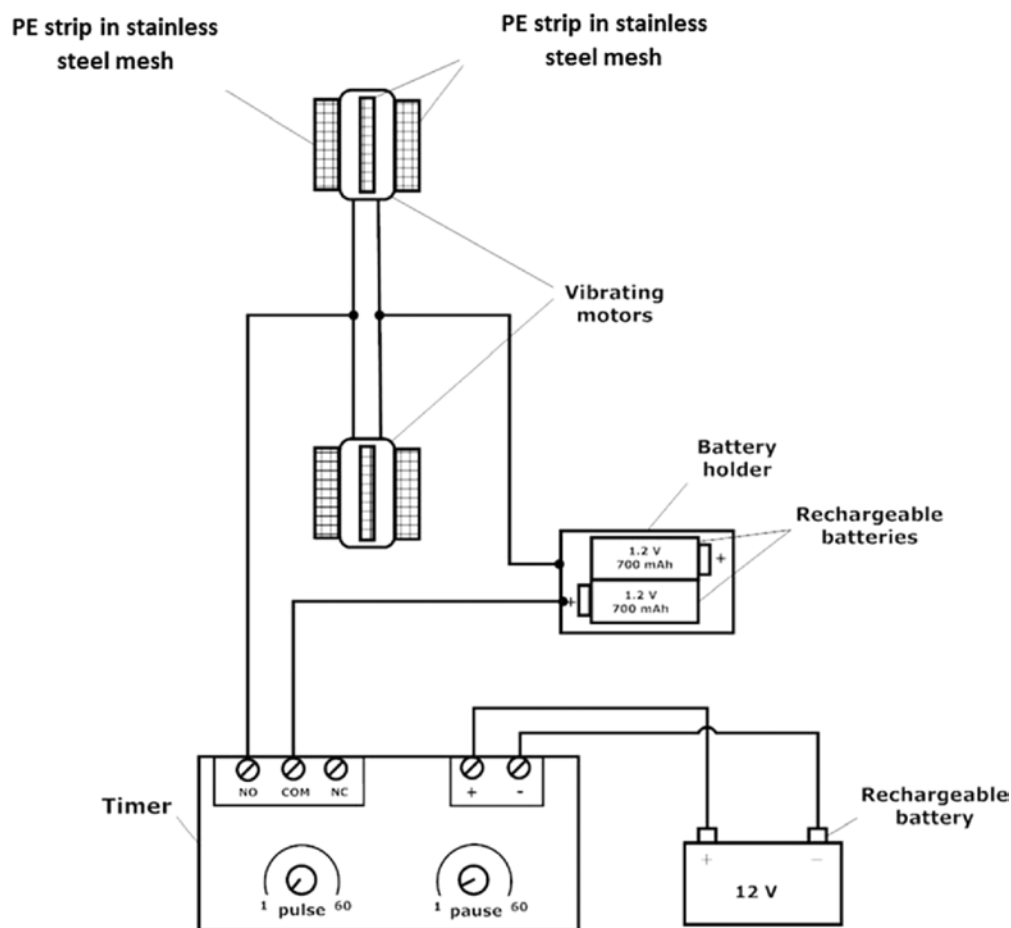 PE strip in stainless
steel mesh
PE strip in stainless
steel mesh
Vibrating
motors
Battery
holder
Rechargeable
batteries
1.2 V
700 mAh
+
1.2 V
700 mAh
+
NO COM NC
+ -
Timer
1 pulse 60
1 pause 60
Rechargeable
battery
+ -
12 V